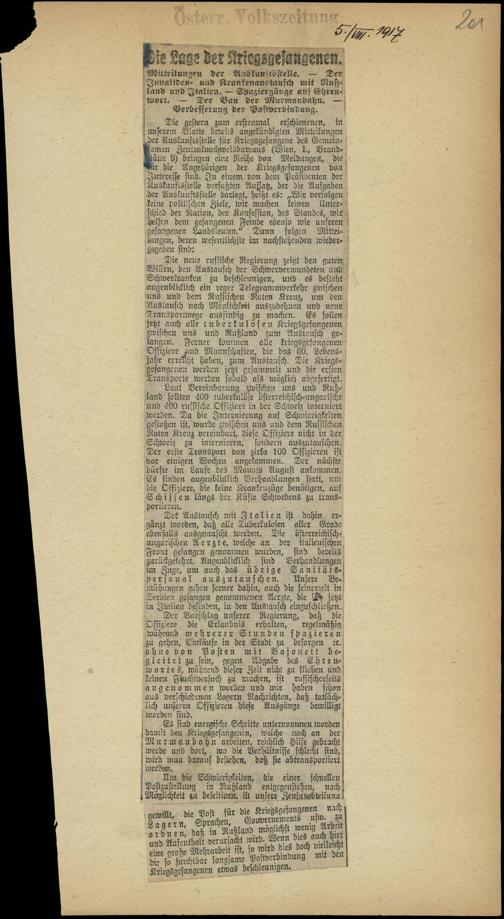 Österr. Volkszeitung
5./VIII. 1917
201
Die Lage der Kriegsgefangenen.
Mitteilungen der Auskunftsstelle. — Der
Invaliden- und Krankenaustausch mit Ruß-
land und Italien. — Spaziergänge auf Ehren-
wort. — Der Bau der Murmanbahn. —
Verbesserung der Postverbindung.
Die gestern zum erstenmal erschienenen, in
unserem Blatte bereits angekündigten Mitteilungen
der Auskunftsstelle für Kriegsgefangene des Gemein-
samen Zentralnachweisbureaus (Wien, I., Brand-
stätte 9) bringen eine Reihe von Meldungen, die
für die Angehörigen der Kriegsgefangenen von
Interesse sind. In einem von dem Präsidenten der
Auskunftsstelle verfaßten Aufsatz, der die Aufgaben
der Auskunftsstelle darlegt, heißt es: „Wir verfolgen
keine politischen Ziele, wir machen keinen Unter-
schied der Nation, der Konfession, des Standes, wir
helfen dem gefangenen Feinde ebenso wie unseren
gefangenen Landsleuten.“ Dann folgen Mittei-
lungen, deren wesentlichste im nachstehenden wieder-
gegeben sind:
Die neue russische Regierung zeigt den guten
Willen, den Austausch der Schwerverwundeten und
Schwerkranken zu beschleunigen, und es besteht
augenblicklich ein reger Telegrammverkehr zwischen
uns und dem Russischen Roten Kreuz, um den
Austausch nach Möglichkeit auszudehnen und neue
Transportwege ausfindig zu machen. Es sollen
jetzt auch alle tuberkulösen Kriegsgefangenen
zwischen uns und Rußland zum Austausch ge-
langen. Ferner kommen alle kriegsgefangenen
Offiziere und Mannschaften, die das 60. Lebens-
jahr erreicht haben, zum Austausch. Die Kriegs-
gefangenen werden jetzt gesammelt und die ersten
Transporte werden sobald als möglich abgefertigt.
Laut Vereinbarung zwischen uns und Ruß-
land sollten 400 tuberkulöse österreichisch-ungarische
und 400 russische Offiziere in der Schweiz interniert
werden. Da die Internierung auf Schwierigkeiten
gestoßen ist, wurde zwischen uns und dem Russischen
Roten Kreuz vereinbart, diese Offiziere nicht in der
Schweiz zu internieren, sondern auszutauschen.
Der erste Transport von zirka 100 Offizieren ist
vor einigen Wochen angekommen. Der nächste
dürfte im Laufe des Monats August ankommen.
Es finden augenblicklich Verhandlungen statt, um
die Offiziere, die keine Krankenzüge benötigen, auf
Schiffen längs der Küste Schwedens zu trans-
portieren.
Der Austausch mit Italien ist dahin er-
gänzt worden, daß alle Tuberkulosen aller Grade
ebenfalls ausgetauscht werden. Die österreichisch-
ungarischen Aerzte, welche an der italienischen
Front gefangen genommen wurden, sind bereits
zurückgekehrt. Augenblicklich sind Verhandlungen
im Zuge, um auch das übrige Sanitäts-
personal auszutauschen. Unsere Be-
mühungen gehen ferner dahin, auch die seinerzeit in
Serbien gefangen genommenen Aerzte, die sich jetzt
in Italien befinden, in den Austausch einzuschließen.
Der Vorschlag unserer Regierung, daß die
Offiziere die Erlaubnis erhalten, regelmäßig
während mehrerer Stunden spazieren
zu gehen, Einkäufe in der Stadt zu besorgen ꝛc.
ohne von Posten mit Bajonett be-
gleitet zu sein, gegen Abgabe des Ehren-
wortes, während dieser Zeit nicht zu fliehen und
keinen Fluchtversuch zu machen, ist russischerseits
angenommen worden und wir haben schon
aus verschiedenen Lagern Nachrichten, daß tatsäch-
lich unseren Offizieren diese Ausgänge bewilligt
worden sind.
Es sind energische Schritte unternommen worden
damit den Kriegsgefangenen, welche noch an der
Murmanbahn arbeiten, reichlich Hilfe gebracht
werde und dort, wo die Verhältnisse schlecht sind,
wird man darauf bestehen, daß sie abtransportiert
werden.
Um die Schwierigkeiten, die einer schnellen
Postzustellung in Rußland entgegenstehen, nach
Möglichkeit zu beseitigen, ist unsere Zensurabteilung
gewillt, die Post für die Kriegsgefangenen nach
Lagern, Sprachen, Gouvernements usw. zu
ordnen, daß in Rußland möglichst wenig Arbeit
und Aufenthalt verursacht wird. Wenn dies auch hier
eine große Mehrarbeit ist, so wird dies doch vielleicht
die so furchtbar langsame Postverbindung mit den
Kriegsgefangenen etwas beschleunigen.